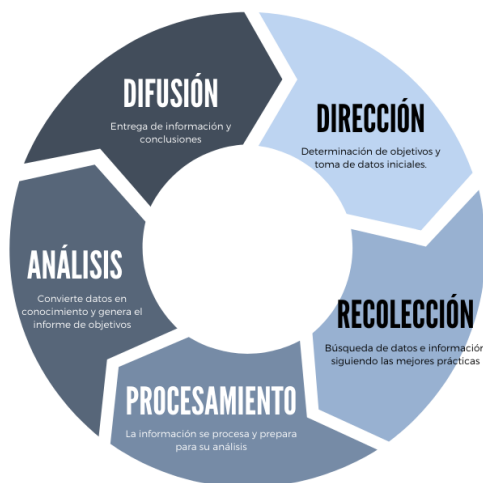 DIFUSIÓN
Entrega de información y
conclusiones
DIRECCIÓN
Determinación de objetivos y
toma de datos iniciales.
RECOLECCIÓN
Búsqueda de datos e información
siguiendo las mejores prácticas
PROCESAMIENTO
La información se procesa y prepara
para su análisis
ANÁLISIS
Convierte datos en
conocimiento y genera el
informe de objetivos